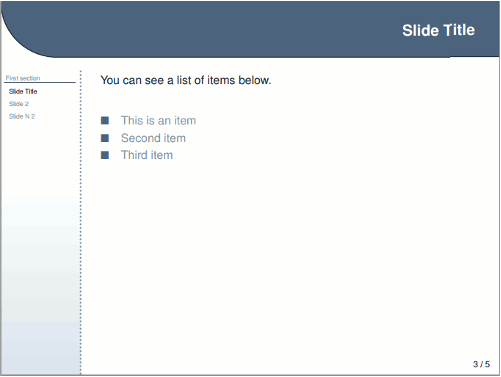 Slide Title
First section
Slide Title
Slide 2
Slide N 2
You can see a list of items below.
This is an item
Second item
Third item
3 / 5